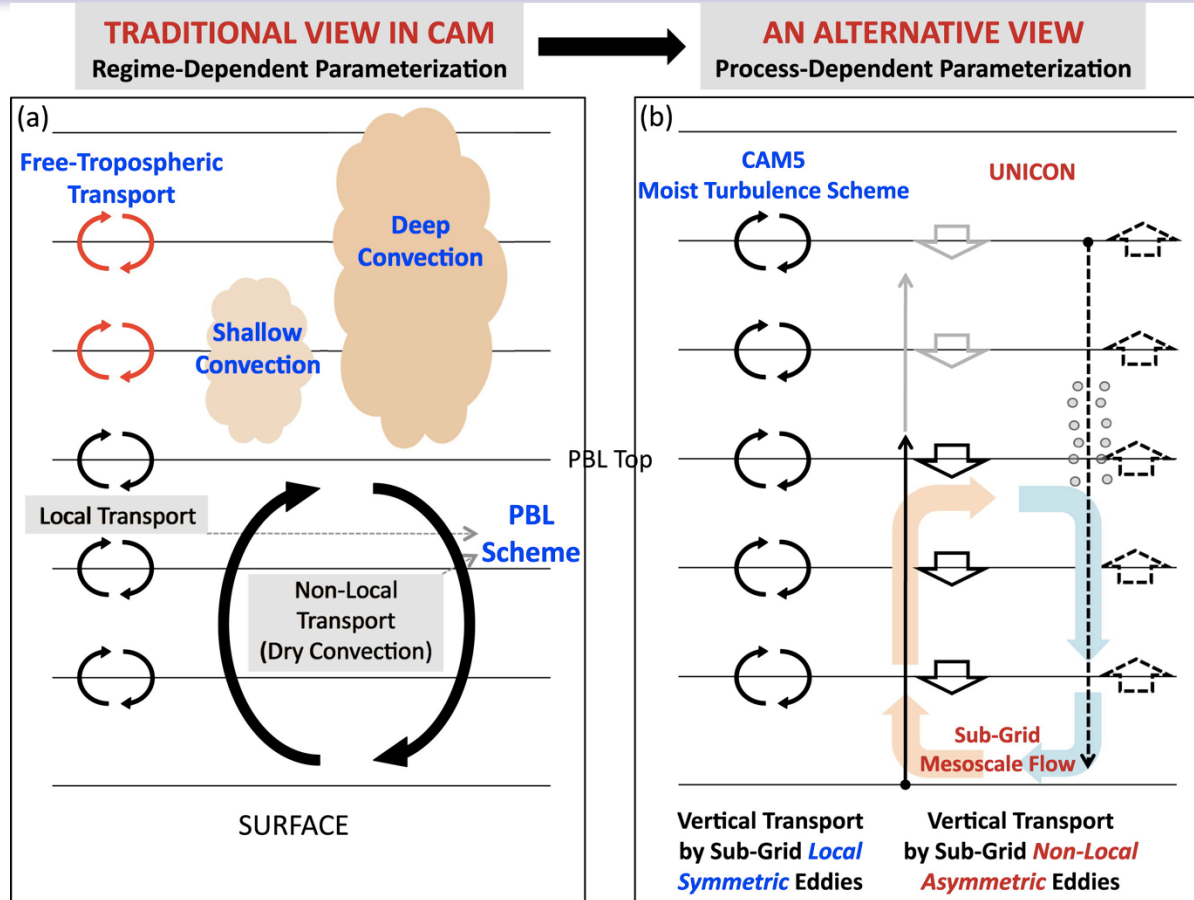 TRADITIONAL VIEW IN CAM
Regime-Dependent Parameterization
AN ALTERNATIVE VIEW
Process-Dependent Parameterization
(a)
Free-Tropospheric
Transport
Deep
Convection
Shallow
Convection
PBL Top
Local Transport
PBL
Scheme
Non-Local
Transport
(Dry Convection)
SURFACE
(b)
CAM5
Moist Turbulence Scheme
UNICON
Sub-Grid
Mesoscale Flow
Vertical Transport
by Sub-Grid Local
Symmetric Eddies
Vertical Transport
by Sub-Grid Non-Local
Asymmetric Eddies